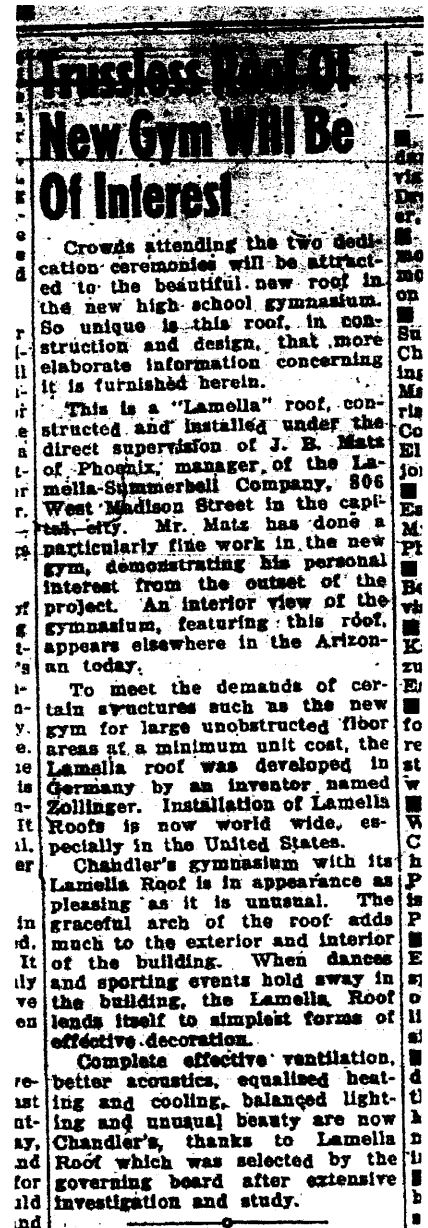 Trussless Roof Of
New Gym Will Be
Of Interest
Crowds attending the two dedi-
cation ceremonies will be attract-
ed to the beautiful new roof in
the new high school gymnasium.
So unique is this roof, in con-
struction and design, that more
elaborate information concerning
it is furnished herein.
This is a "Lamella" roof, con-
structed and installed under the
direct supervision of J. B. Matz
of Phoenix, manager of the La-
mella-Summerbell Company, 806
West Madison Street in the capi-
tal city. Mr. Matz has done a
particularly fine work in the new
gym, demonstrating his personal
interest from the outset of the
project. An interior view of the
gymnasium, featuring this roof,
appears elsewhere in the Arizon-
an today.
To meet the demands of cer-
tain structures such as the new
gym for large unobstructed floor
areas at a minimum unit cost, the
Lamella roof was developed in
Germany by an inventor named
Zollinger. Installation of Lamella
Roofs is now world wide, es-
pecially in the United States.
Chandler's gymnasium with its
Lamella Roof is in appearance as
pleasing as it is unusual. The
graceful arch of the roof adds
much to the exterior and interior
of the building. When dances
and sporting events hold sway in
the building, the Lamella Roof
lends itself to simplest forms of
effective decoration.
Complete effective ventilation,
better acoustics, equalized heat-
ing and cooling, balanced light-
ing and unusual beauty are now
Chandler's, thanks to Lamella
Roof which was selected by the
governing board after extensive
investigation and study.